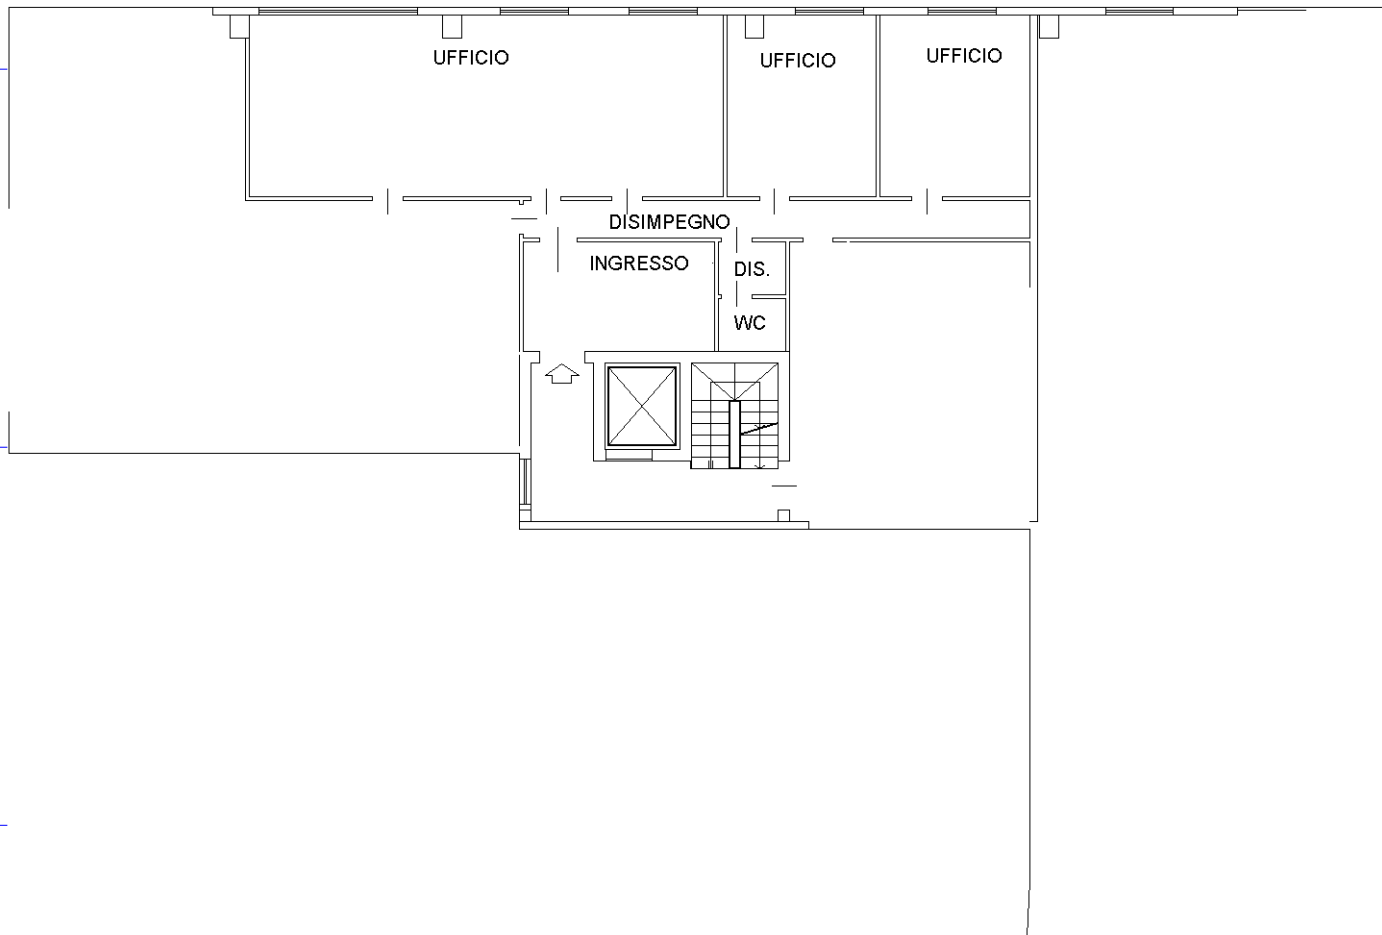 UFFICIO
UFFICIO
UFFICIO
DISIMPEGNO
INGRESSO
DIS.
WC